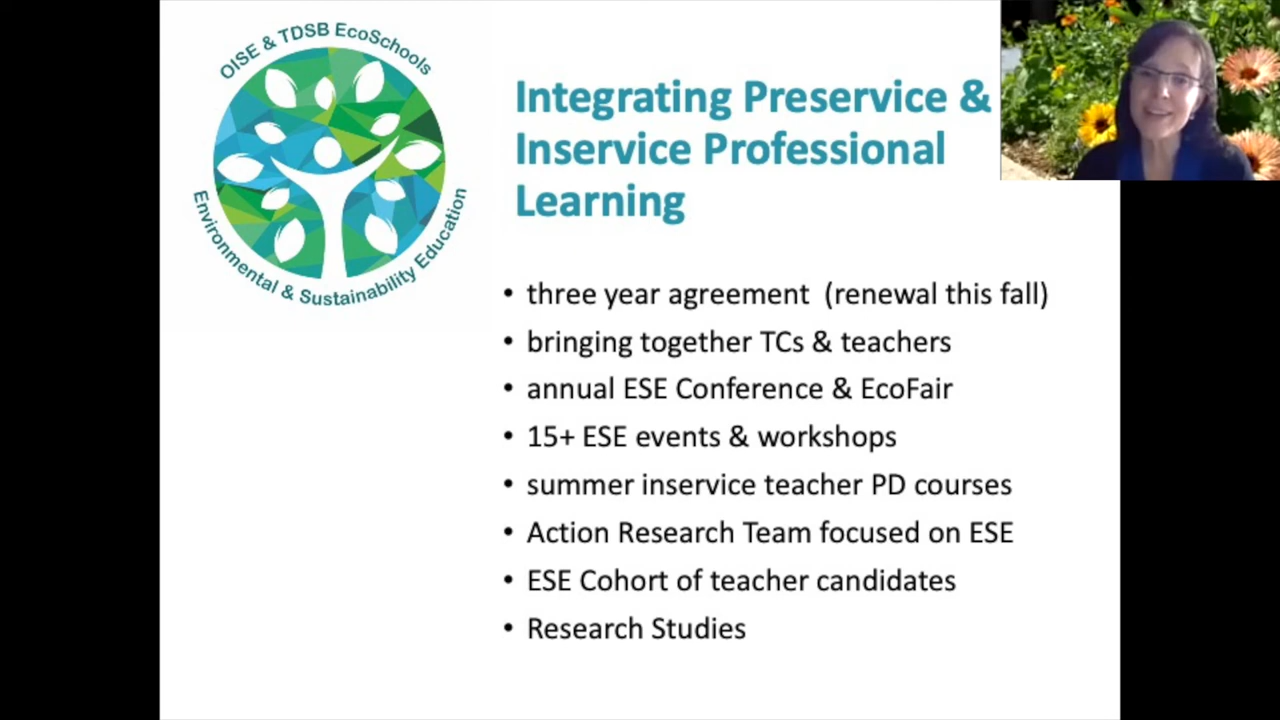 OISE & TDSB EcoSchools
Environmental & Sustainability Education
Integrating Preservice &
Inservice Professional
Learning
• three year agreement  (renewal this fall)
• bringing together TCs & teachers
• annual ESE Conference & EcoFair
• 15+ ESE events & workshops
• summer inservice teacher PD courses
• Action Research Team focused on ESE
• ESE Cohort of teacher candidates
• Research Studies